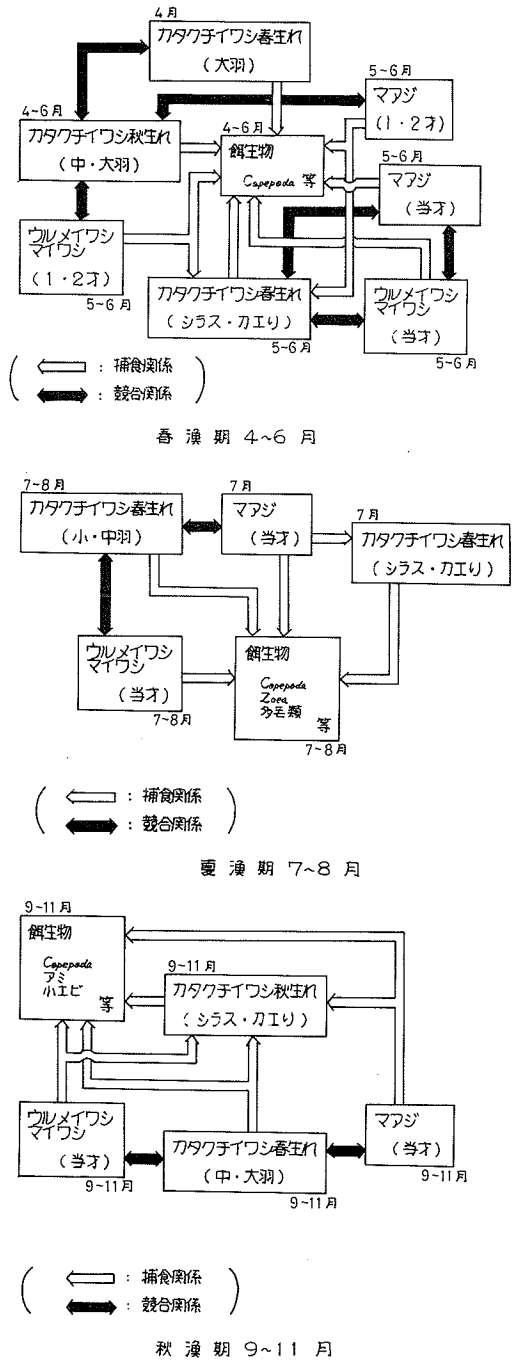 4月
カタクチイワシ春生れ
(大羽)
5~6月
マアジ
(1・2才)
4~6月
カタクチイワシ秋生れ
(中・大羽)
4~6月
餌生物
Copepoda 等
5~6月
マアジ
(当才)
ウルメイワシ
マイワシ
(1・2才)
5~6月
カタクチイワシ春生れ
(シラス・カエリ)
5~6月
ウルメイワシ
マイワシ
(当才)
5~6月
: 捕食関係
: 競合関係
春漁期 4~6月
7~8月
カタクチイワシ春生れ
(小・中羽)
7月
マアジ
(当才)
7月
カタクチイワシ春生れ
(シラス・カエリ)
ウルメイワシ
マイワシ
(当才)
7~8月
餌生物
Copepoda
Zoea
多毛類
等
7~8月
: 捕食関係
: 競合関係
夏漁期 7~8月
9~11月
餌生物
Copepoda
アミ
小エビ
等
9~11月
カタクチイワシ秋生れ
(シラス・カエリ)
ウルメイワシ
マイワシ
(当才)
9~11月
カタクチイワシ春生れ
(中・大羽)
9~11月
マアジ
(当才)
9~11月
: 捕食関係
: 競合関係
秋漁期 9~11月